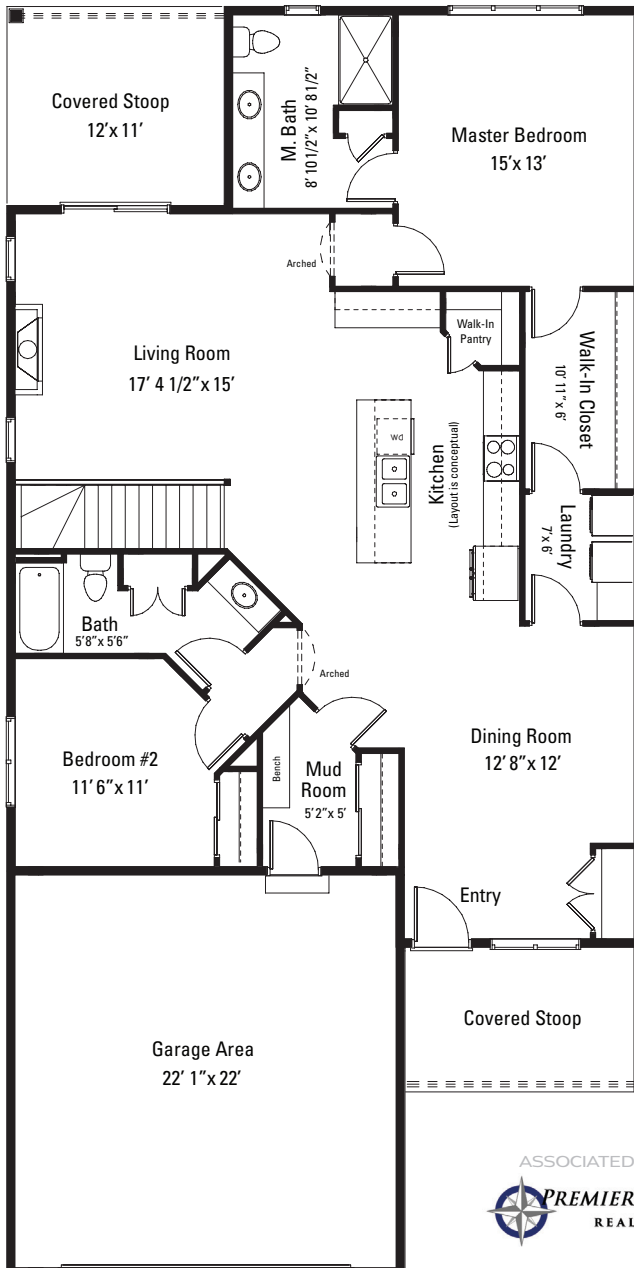 Covered Stoop
12' x 11'
M. Bath
8' 10 1/2" x 10' 8 1/2"
Master Bedroom
15' x 13'
Arched
Living Room
17' 4 1/2" x 15'
Walk-In
Pantry
Walk-In Closet
10' 11" x 6'
WD
Kitchen
(Layout is conceptual)
Laundry
7' x 6'
Bath
5'8" x 5'6"
Arched
Bedroom #2
11' 6" x 11'
Bench
Mud
Room
5'2" x 5'
Dining Room
12' 8" x 12'
Entry
Covered Stoop
Garage Area
22' 1" x 22'
ASSOCIATED
PREMIER
REAL